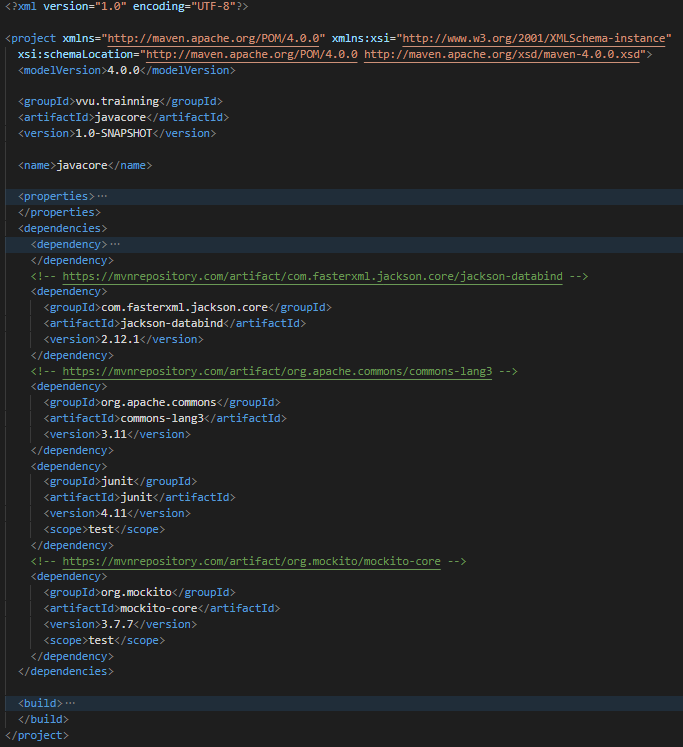 <?xml version="1.0" encoding="UTF-8"?>
<project xmlns="http://maven.apache.org/POM/4.0.0" xmlns:xsi="http://www.w3.org/2001/XMLSchema-instance"
xsi:schemaLocation="http://maven.apache.org/POM/4.0.0 http://maven.apache.org/xsd/maven-4.0.0.xsd">
<modelVersion>4.0.0</modelVersion>
<groupId>vvu.trainning</groupId>
<artifactId>javacore</artifactId>
<version>1.0-SNAPSHOT</version>
<name>javacore</name>
<properties>…
</properties>
<dependencies>
<dependency>…
</dependency>
<!-- https://mvnrepository.com/artifact/com.fasterxml.jackson.core/jackson-databind -->
<dependency>
<groupId>com.fasterxml.jackson.core</groupId>
<artifactId>jackson-databind</artifactId>
<version>2.12.1</version>
</dependency>
<!-- https://mvnrepository.com/artifact/org.apache.commons/commons-lang3 -->
<dependency>
<groupId>org.apache.commons</groupId>
<artifactId>commons-lang3</artifactId>
<version>3.11</version>
</dependency>
<dependency>
<groupId>junit</groupId>
<artifactId>junit</artifactId>
<version>4.11</version>
<scope>test</scope>
</dependency>
<!-- https://mvnrepository.com/artifact/org.mockito/mockito-core -->
<dependency>
<groupId>org.mockito</groupId>
<artifactId>mockito-core</artifactId>
<version>3.7.7</version>
<scope>test</scope>
</dependency>
</dependencies>
<build>…
</build>
</project>